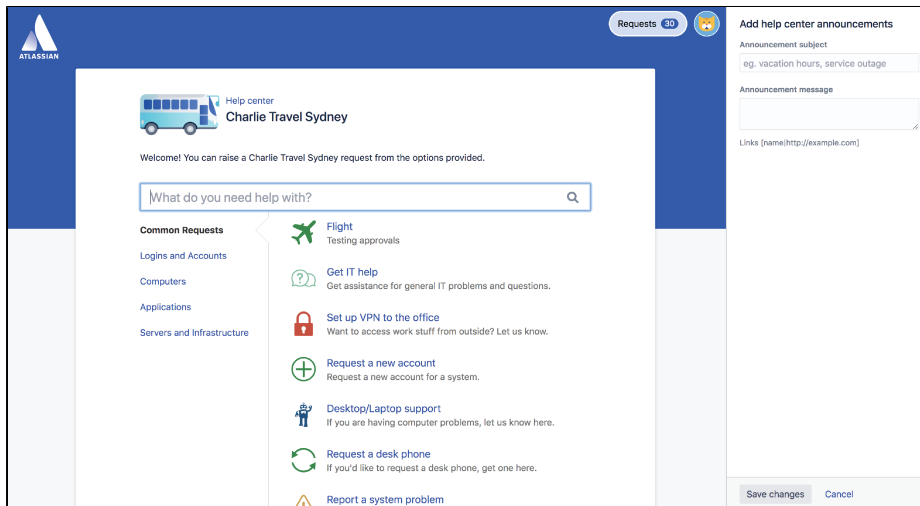 ATLASSIAN
Requests 30
Help center
Charlie Travel Sydney
Welcome! You can raise a Charlie Travel Sydney request from the options provided.
What do you need help with?
Common Requests
Logins and Accounts
Computers
Applications
Servers and Infrastructure
Flight
Testing approvals
Get IT help
Get assistance for general IT problems and questions.
Set up VPN to the office
Want to access work stuff from outside? Let us know.
Request a new account
Request a new account for a system.
Desktop/Laptop support
If you are having computer problems, let us know here.
Request a desk phone
If you'd like to request a desk phone, get one here.
Report a system problem
Add help center announcements
Announcement subject
eg. vacation hours, service outage
Announcement message
Links [name|http://example.com]
Save changes
Cancel